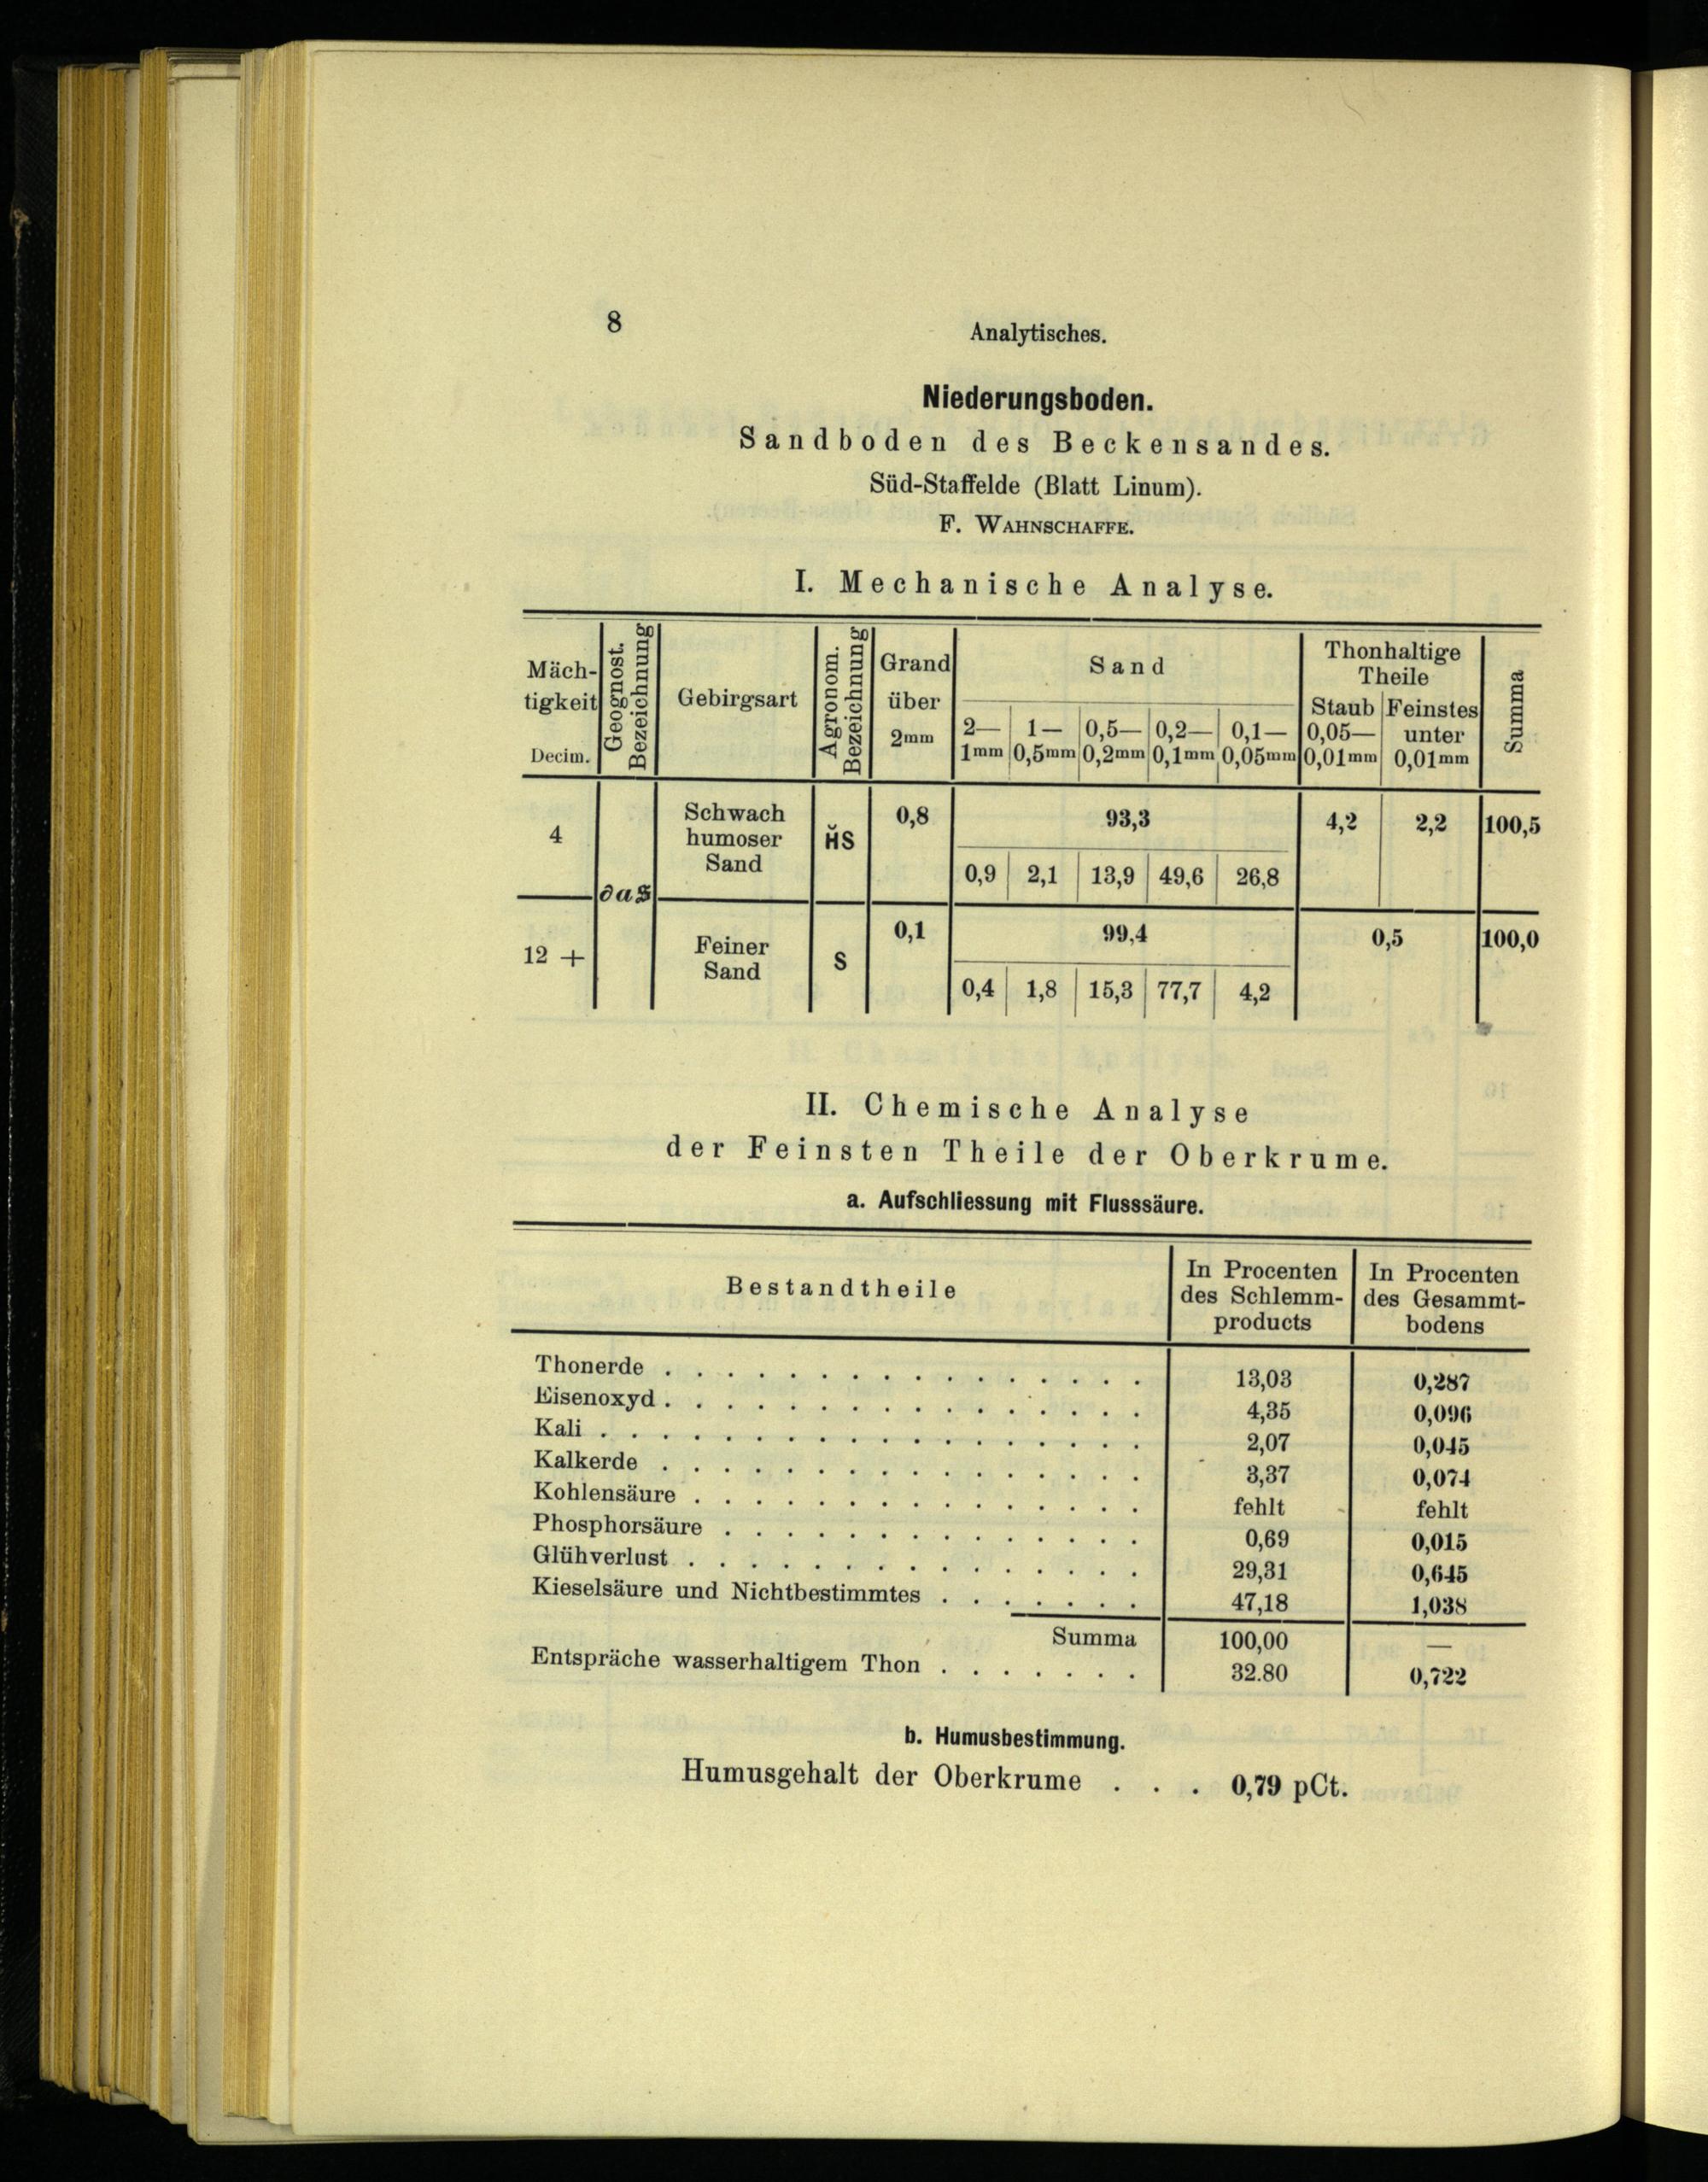 8
Analytisches.
Niederungsboden.
Sandboden des Beckensandes.
Süd-Staffelde (Blatt Linum).
F. WAHNSCHAFFE.
I. Mechanische Analyse.
Mäch-
tigkeit
Decim.
Geognost.
Bezeichnung
Gebirgsart
Agronom.
Bezeichnung
Grand
über
2mm
Sand
2— 1— 0,5— 0,2— 0,1—
1mm 0,5mm 0,2mm 0,1mm 0,05mm
Thonhaltige
Theile
Staub Feinstes
0,05— unter
0,01mm 0,01mm
Summa
4
Schwach
humoser
Sand
H̆S
0,8
93,3
4,2
2,2
100,5
0,9 2,1 13,9 49,6 26,8
∂as
12 +
Feiner
Sand
S
0,1
99,4
0,5
100,0
0,4 1,8 15,3 77,7 4,2
II. Chemische Analyse
der Feinsten Theile der Oberkrume.
a. Aufschliessung mit Flusssäure.
Bestandtheile
In Procenten
des Schlemm-
products
In Procenten
des Gesammt-
bodens
Thonerde . . . . . . . . . . . . . . . . 13,03 0,287
Eisenoxyd . . . . . . . . . . . . . . . . 4,35 0,096
Kali . . . . . . . . . . . . . . . . . . 2,07 0,045
Kalkerde . . . . . . . . . . . . . . . . 3,37 0,074
Kohlensäure . . . . . . . . . . . . . . . fehlt fehlt
Phosphorsäure . . . . . . . . . . . . . . 0,69 0,015
Glühverlust . . . . . . . . . . . . . . . 29,31 0,645
Kieselsäure und Nichtbestimmtes . . . . . . . 47,18 1,038
Summa 100,00 —
Entspräche wasserhaltigem Thon . . . . . . . 32.80 0,722
b. Humusbestimmung.
Humusgehalt der Oberkrume . . . 0,79 pCt.